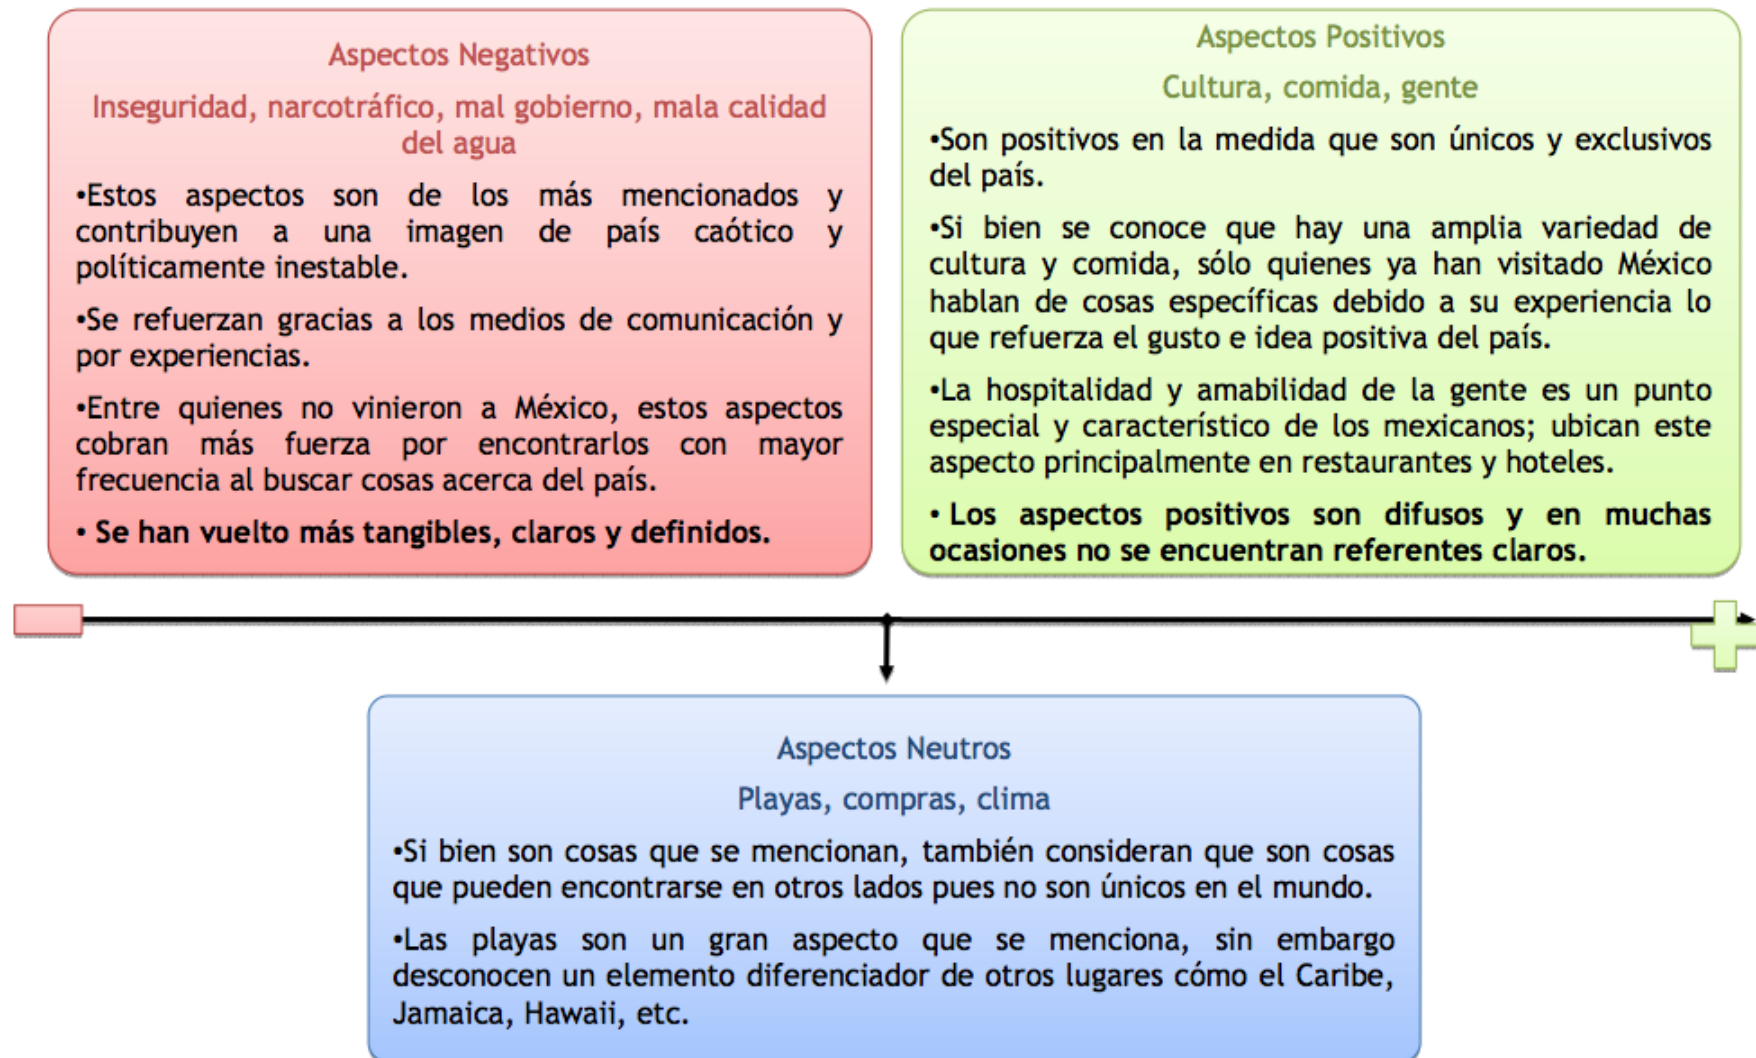 Aspectos Negativos
Inseguridad, narcotráfico, mal gobierno, mala calidad
del agua
•Estos aspectos son de los más mencionados y
contribuyen a una imagen de país caótico y
políticamente inestable.
•Se refuerzan gracias a los medios de comunicación y
por experiencias.
•Entre quienes no vinieron a México, estos aspectos
cobran más fuerza por encontrarlos con mayor
frecuencia al buscar cosas acerca del país.
• Se han vuelto más tangibles, claros y definidos.
Aspectos Positivos
Cultura, comida, gente
•Son positivos en la medida que son únicos y exclusivos
del país.
•Si bien se conoce que hay una amplia variedad de
cultura y comida, sólo quienes ya han visitado México
hablan de cosas específicas debido a su experiencia lo
que refuerza el gusto e idea positiva del país.
•La hospitalidad y amabilidad de la gente es un punto
especial y característico de los mexicanos; ubican este
aspecto principalmente en restaurantes y hoteles.
• Los aspectos positivos son difusos y en muchas
ocasiones no se encuentran referentes claros.
Aspectos Neutros
Playas, compras, clima
•Si bien son cosas que se mencionan, también consideran que son cosas
que pueden encontrarse en otros lados pues no son únicos en el mundo.
•Las playas son un gran aspecto que se menciona, sin embargo
desconocen un elemento diferenciador de otros lugares cómo el Caribe,
Jamaica, Hawaii, etc.